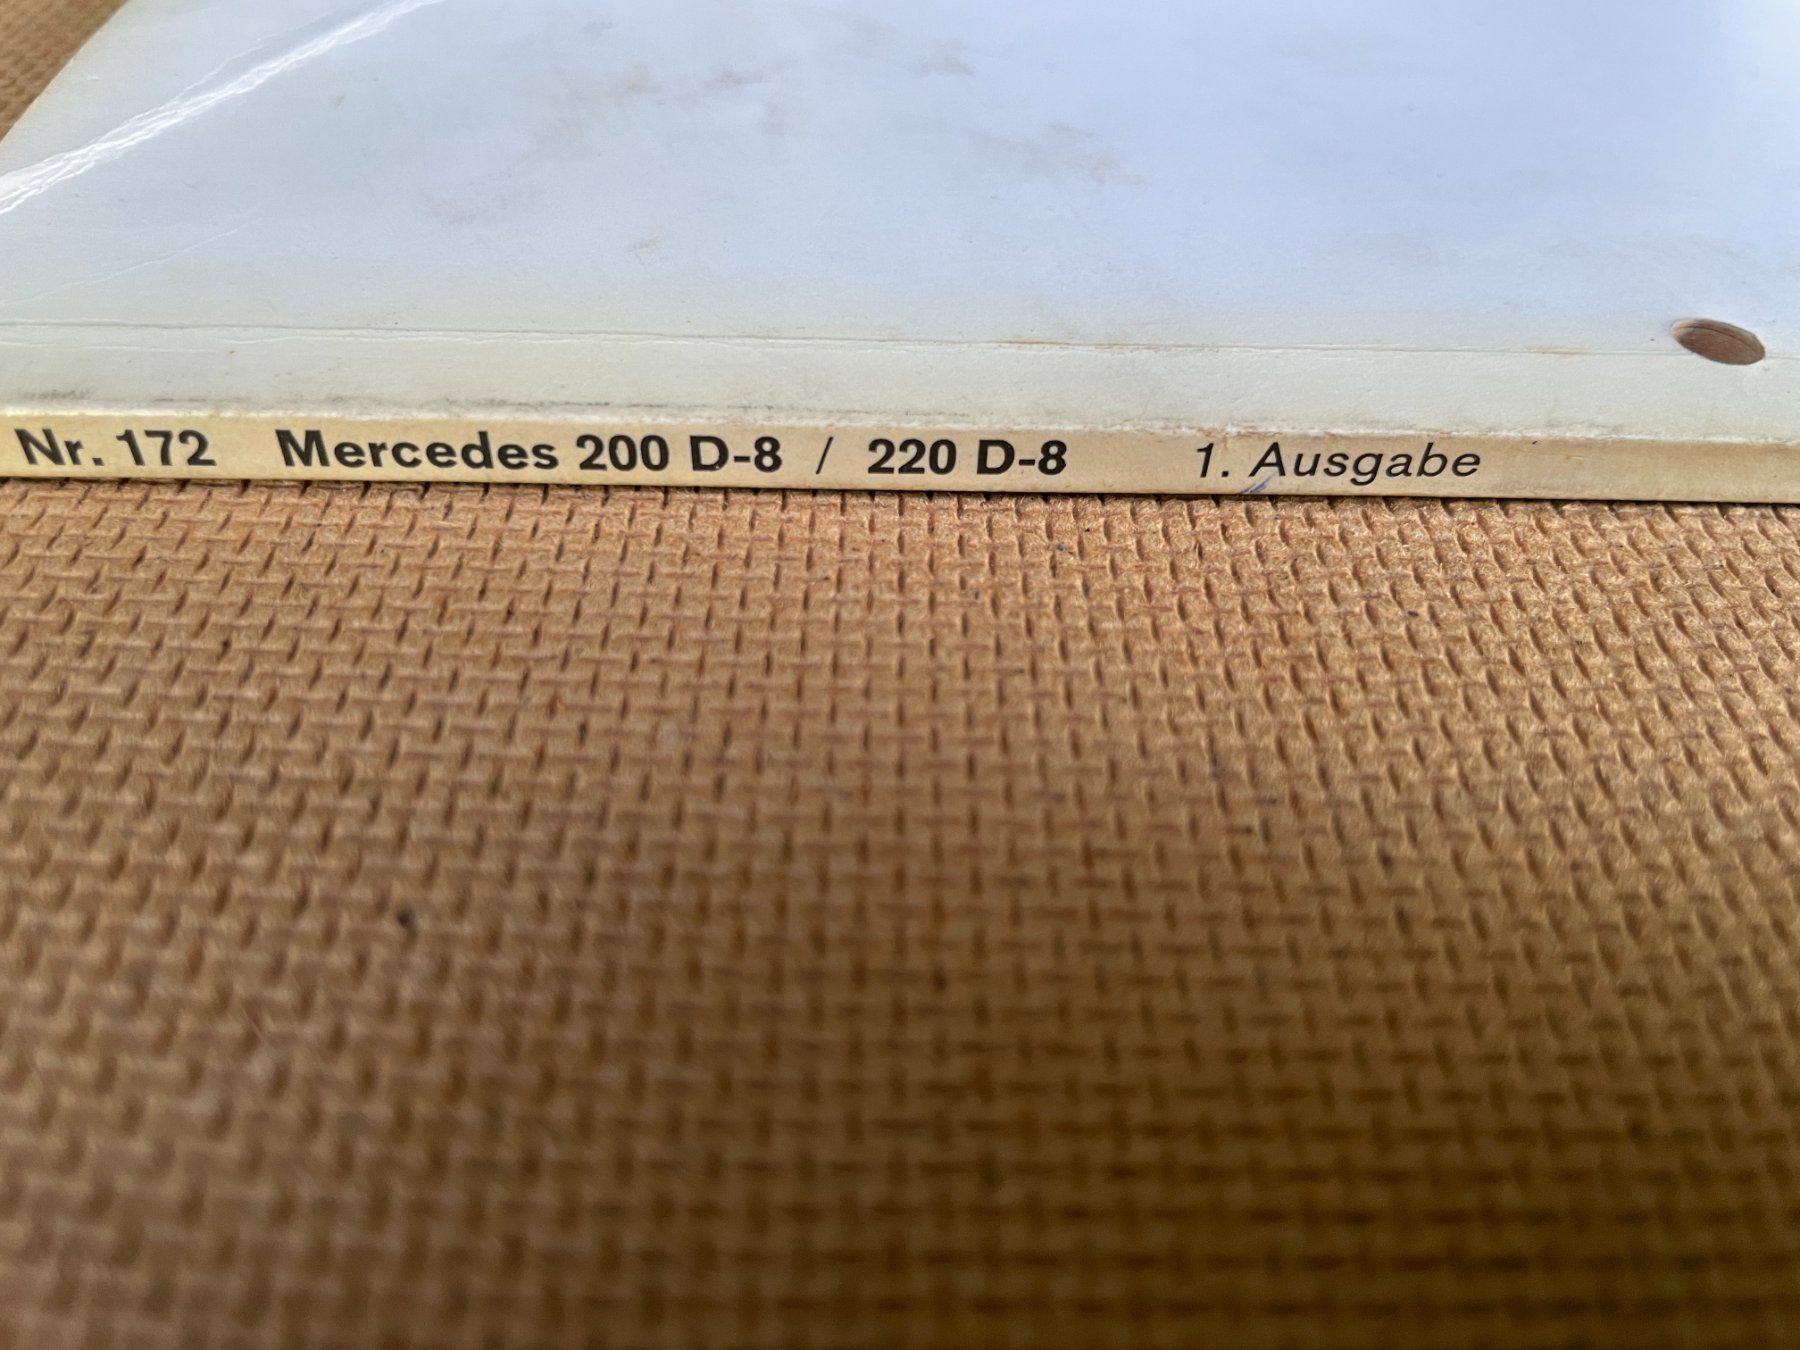 Nr. 172 Mercedes 200 D-8 / 220 D-8 1. Ausgabe